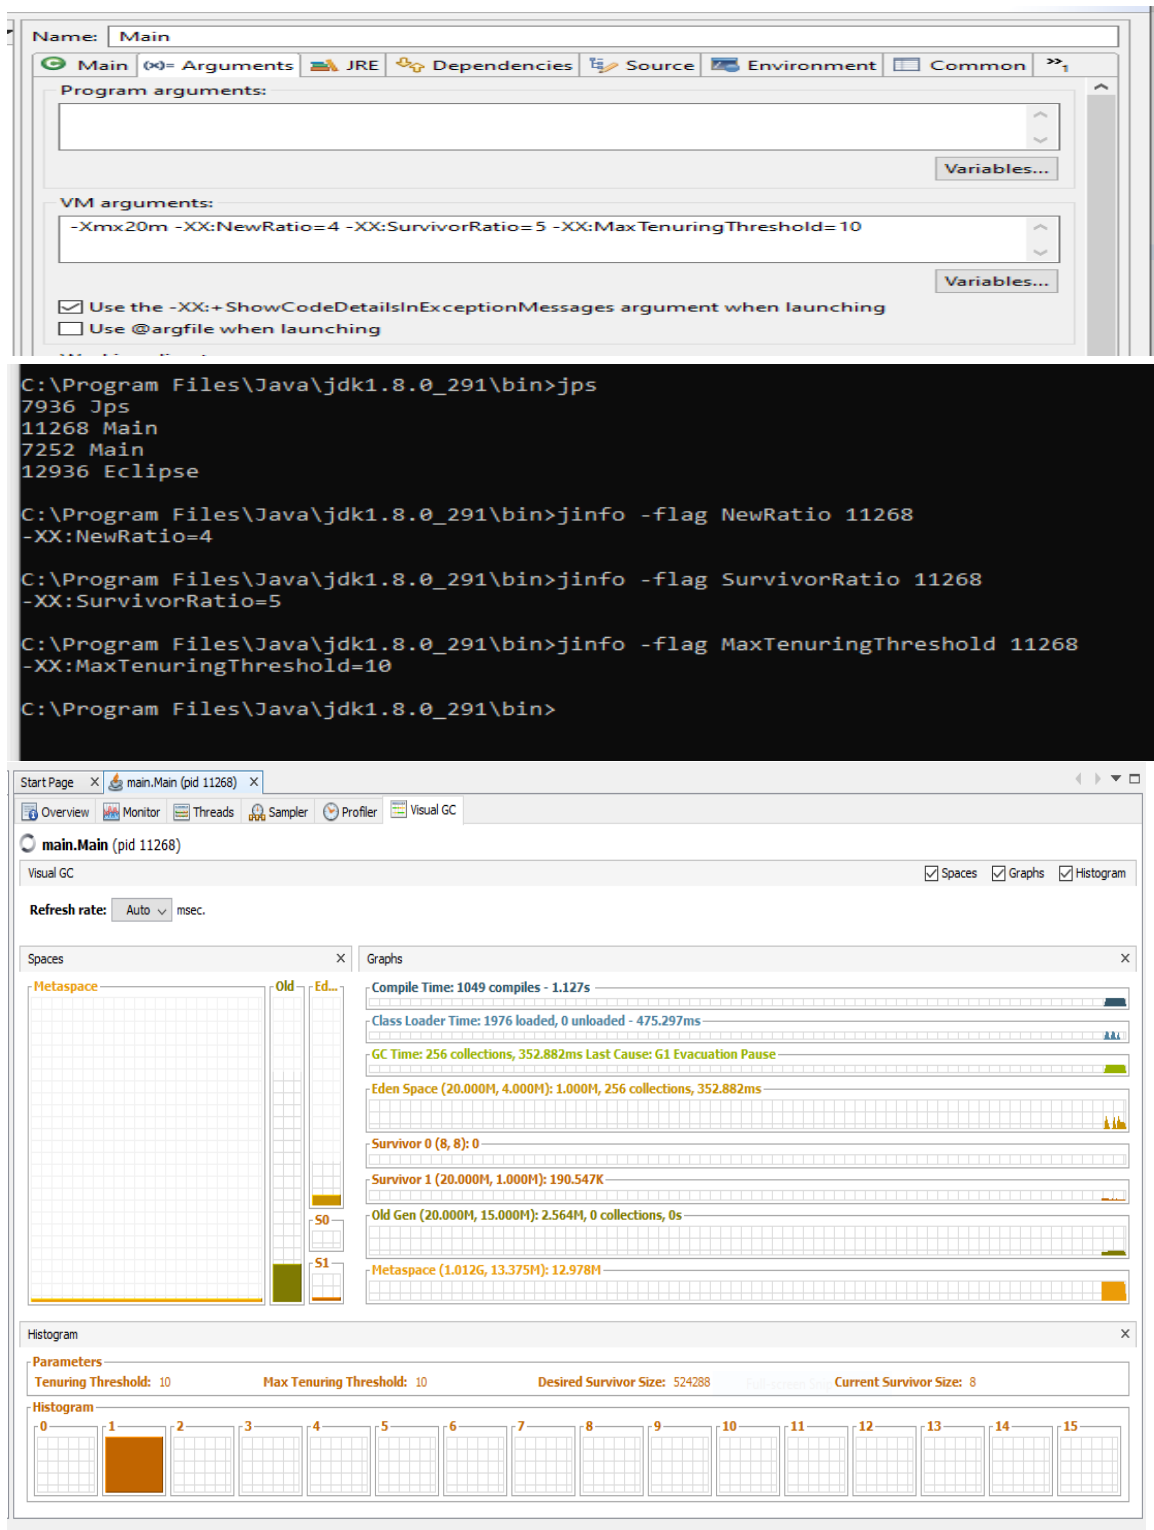 Name: Main
Main (x)= Arguments JRE Dependencies Source Environment Common »1
Program arguments:
Variables...
VM arguments:
-Xmx20m -XX:NewRatio=4 -XX:SurvivorRatio=5 -XX:MaxTenuringThreshold=10
Variables...
Use the -XX:+ShowCodeDetailsInExceptionMessages argument when launching
Use @argfile when launching
C:\Program Files\Java\jdk1.8.0_291\bin>jps
7936 Jps
11268 Main
7252 Main
12936 Eclipse
C:\Program Files\Java\jdk1.8.0_291\bin>jinfo -flag NewRatio 11268
-XX:NewRatio=4
C:\Program Files\Java\jdk1.8.0_291\bin>jinfo -flag SurvivorRatio 11268
-XX:SurvivorRatio=5
C:\Program Files\Java\jdk1.8.0_291\bin>jinfo -flag MaxTenuringThreshold 11268
-XX:MaxTenuringThreshold=10
C:\Program Files\Java\jdk1.8.0_291\bin>
Start Page X main.Main (pid 11268) X
Overview Monitor Threads Sampler Profiler Visual GC
main.Main (pid 11268)
Visual GC Spaces Graphs Histogram
Refresh rate: Auto msec.
Spaces X Graphs X
Metaspace Old Ed...
Compile Time: 1049 compiles - 1.127s
Class Loader Time: 1976 loaded, 0 unloaded - 475.297ms
GC Time: 256 collections, 352.882ms Last Cause: G1 Evacuation Pause
Eden Space (20.000M, 4.000M): 1.000M, 256 collections, 352.882ms
Survivor 0 (8, 8): 0
Survivor 1 (20.000M, 1.000M): 190.547K
S0
Old Gen (20.000M, 15.000M): 2.564M, 0 collections, 0s
S1
Metaspace (1.012G, 13.375M): 12.978M
Histogram X
Parameters
Tenuring Threshold: 10 Max Tenuring Threshold: 10 Desired Survivor Size: 524288 Current Survivor Size: 8
Histogram
0 1 2 3 4 5 6 7 8 9 10 11 12 13 14 15